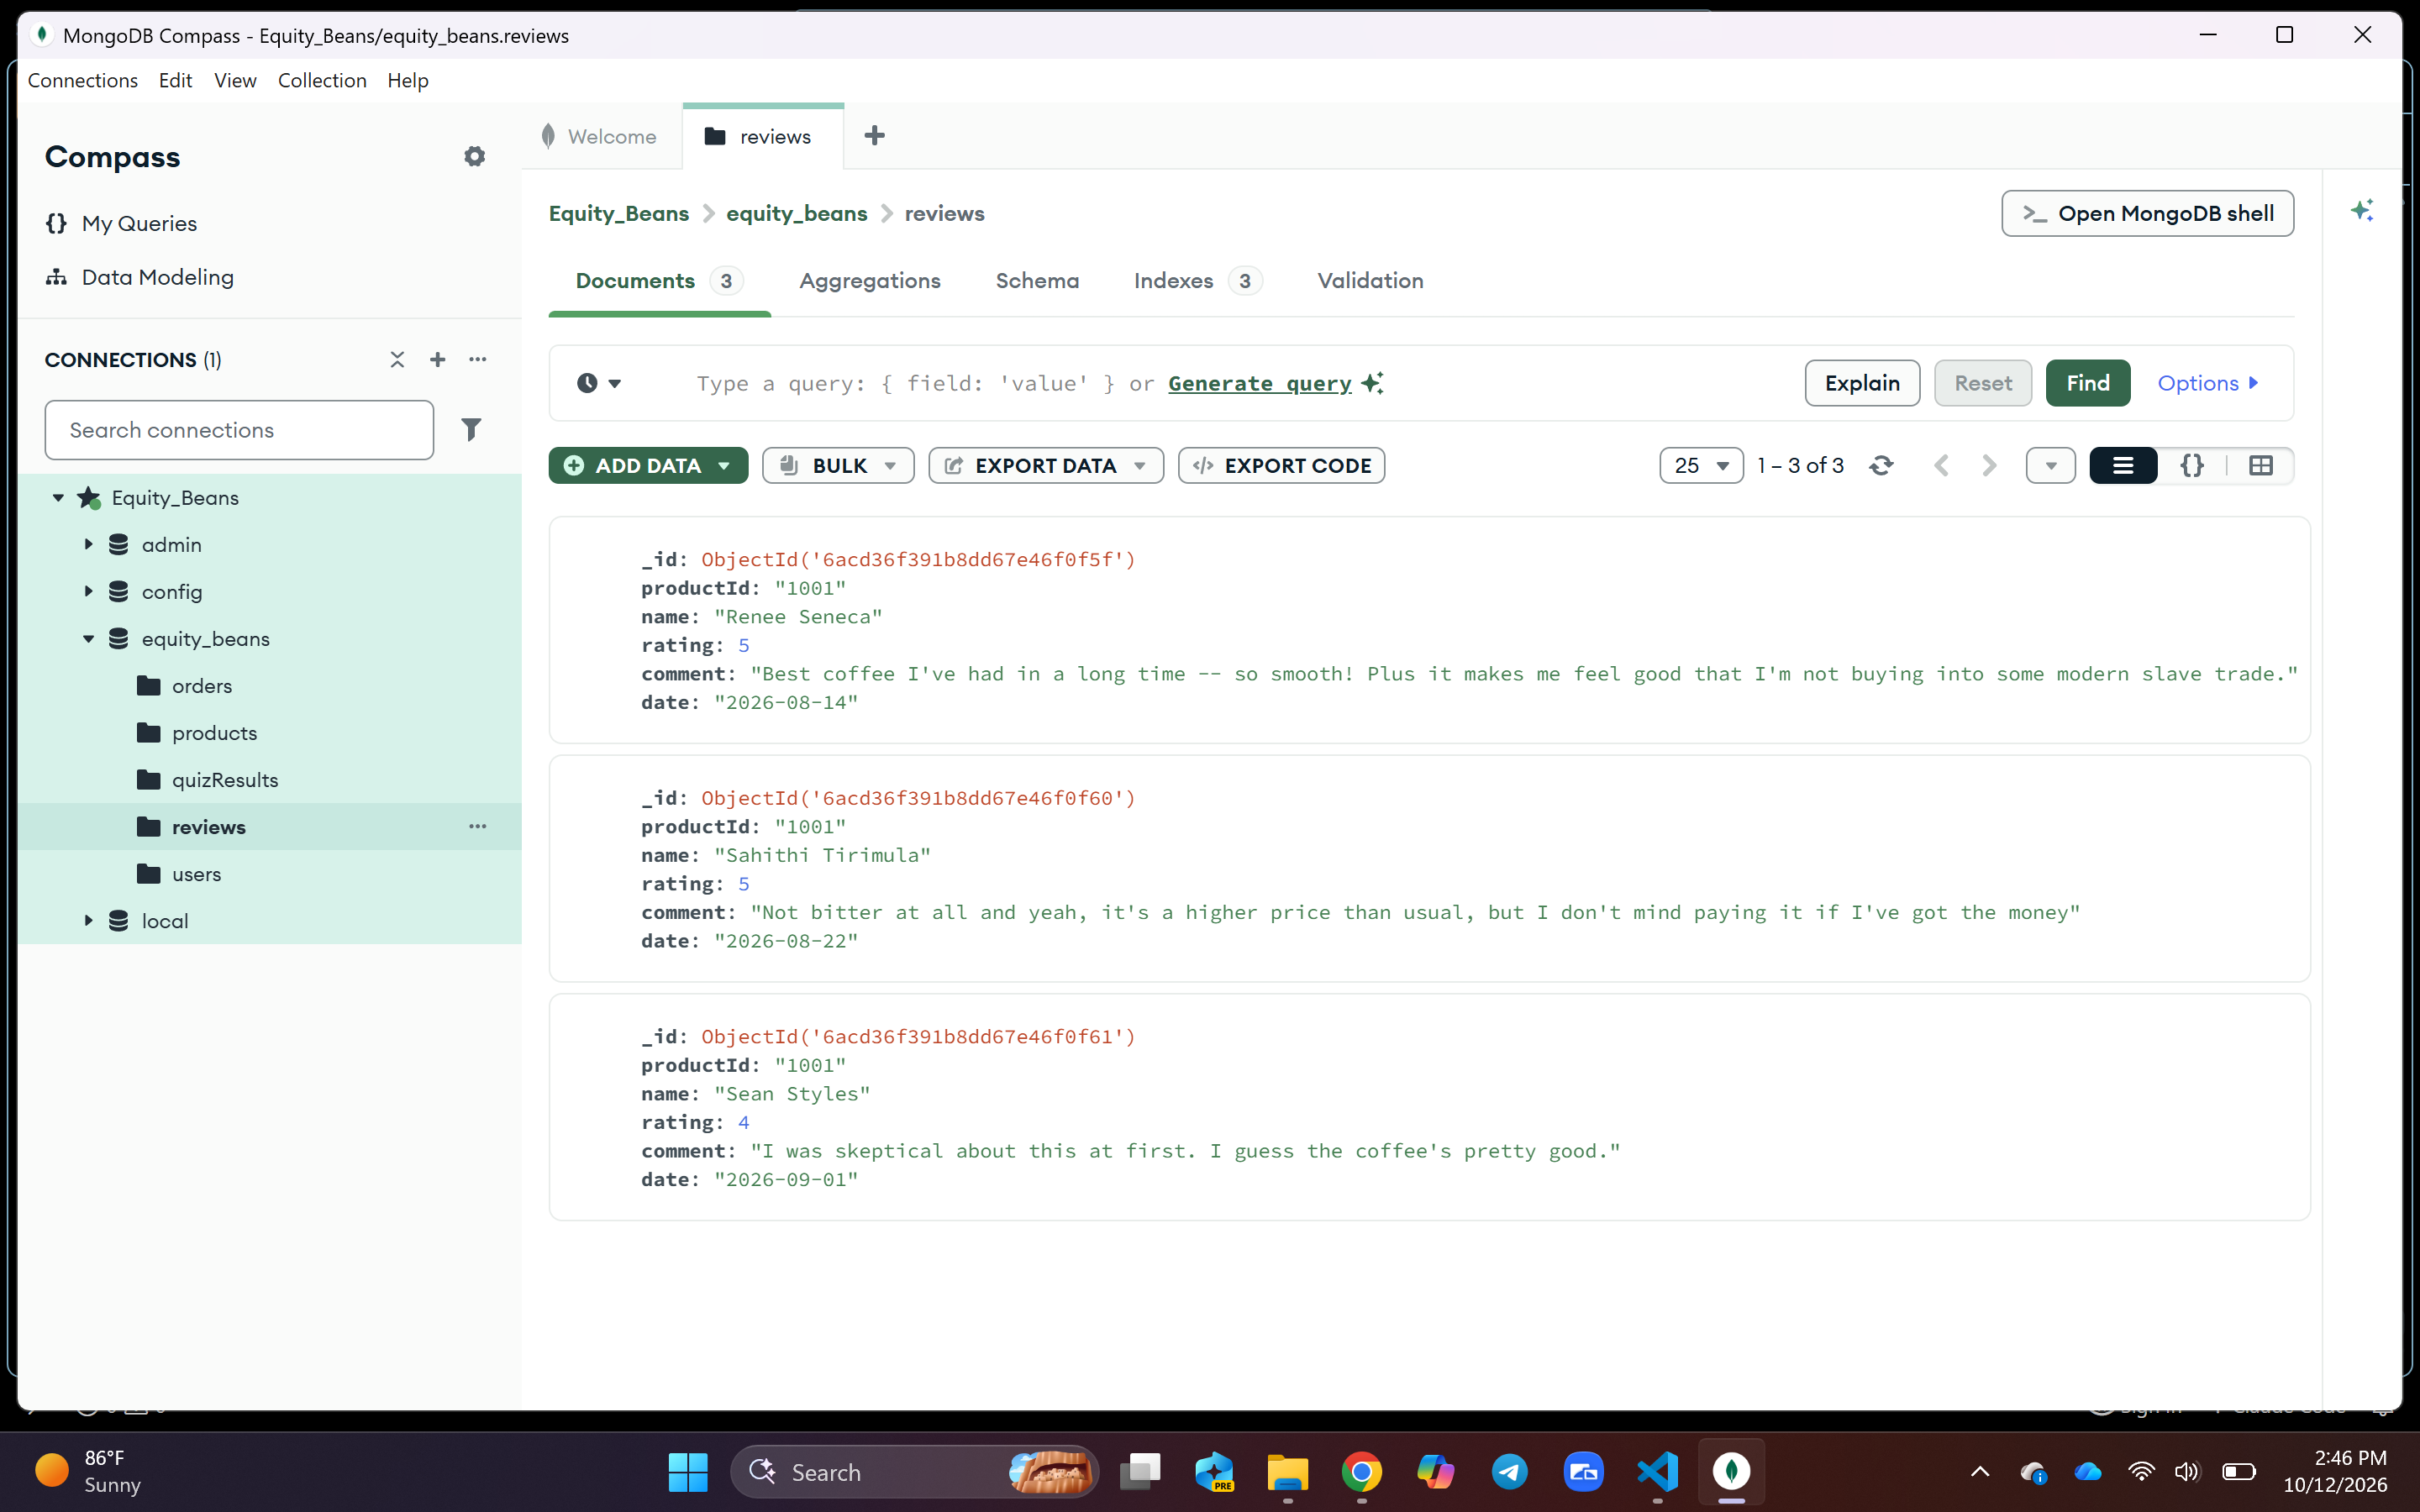 MongoDB Compass - Equity_Beans/equity_beans.reviews
Connections Edit View Collection Help
Compass
My Queries
Data Modeling
CONNECTIONS (1)
Search connections
Equity_Beans
admin
config
equity_beans
orders
products
quizResults
reviews
users
local
Welcome
reviews
Equity_Beans > equity_beans > reviews
>_ Open MongoDB shell
Documents 3 Aggregations Schema Indexes 3 Validation
Type a query: { field: 'value' } or Generate query
Explain Reset Find Options
ADD DATA BULK EXPORT DATA EXPORT CODE
25 1 – 3 of 3
_id: ObjectId('6acd36f391b8dd67e46f0f5f')
productId: "1001"
name: "Renee Seneca"
rating: 5
comment: "Best coffee I've had in a long time -- so smooth! Plus it makes me feel good that I'm not buying into some modern slave trade."
date: "2026-08-14"
_id: ObjectId('6acd36f391b8dd67e46f0f60')
productId: "1001"
name: "Sahithi Tirimula"
rating: 5
comment: "Not bitter at all and yeah, it's a higher price than usual, but I don't mind paying it if I've got the money"
date: "2026-08-22"
_id: ObjectId('6acd36f391b8dd67e46f0f61')
productId: "1001"
name: "Sean Styles"
rating: 4
comment: "I was skeptical about this at first. I guess the coffee's pretty good."
date: "2026-09-01"
86°F
Sunny
Search
PRE
2:46 PM
10/12/2026